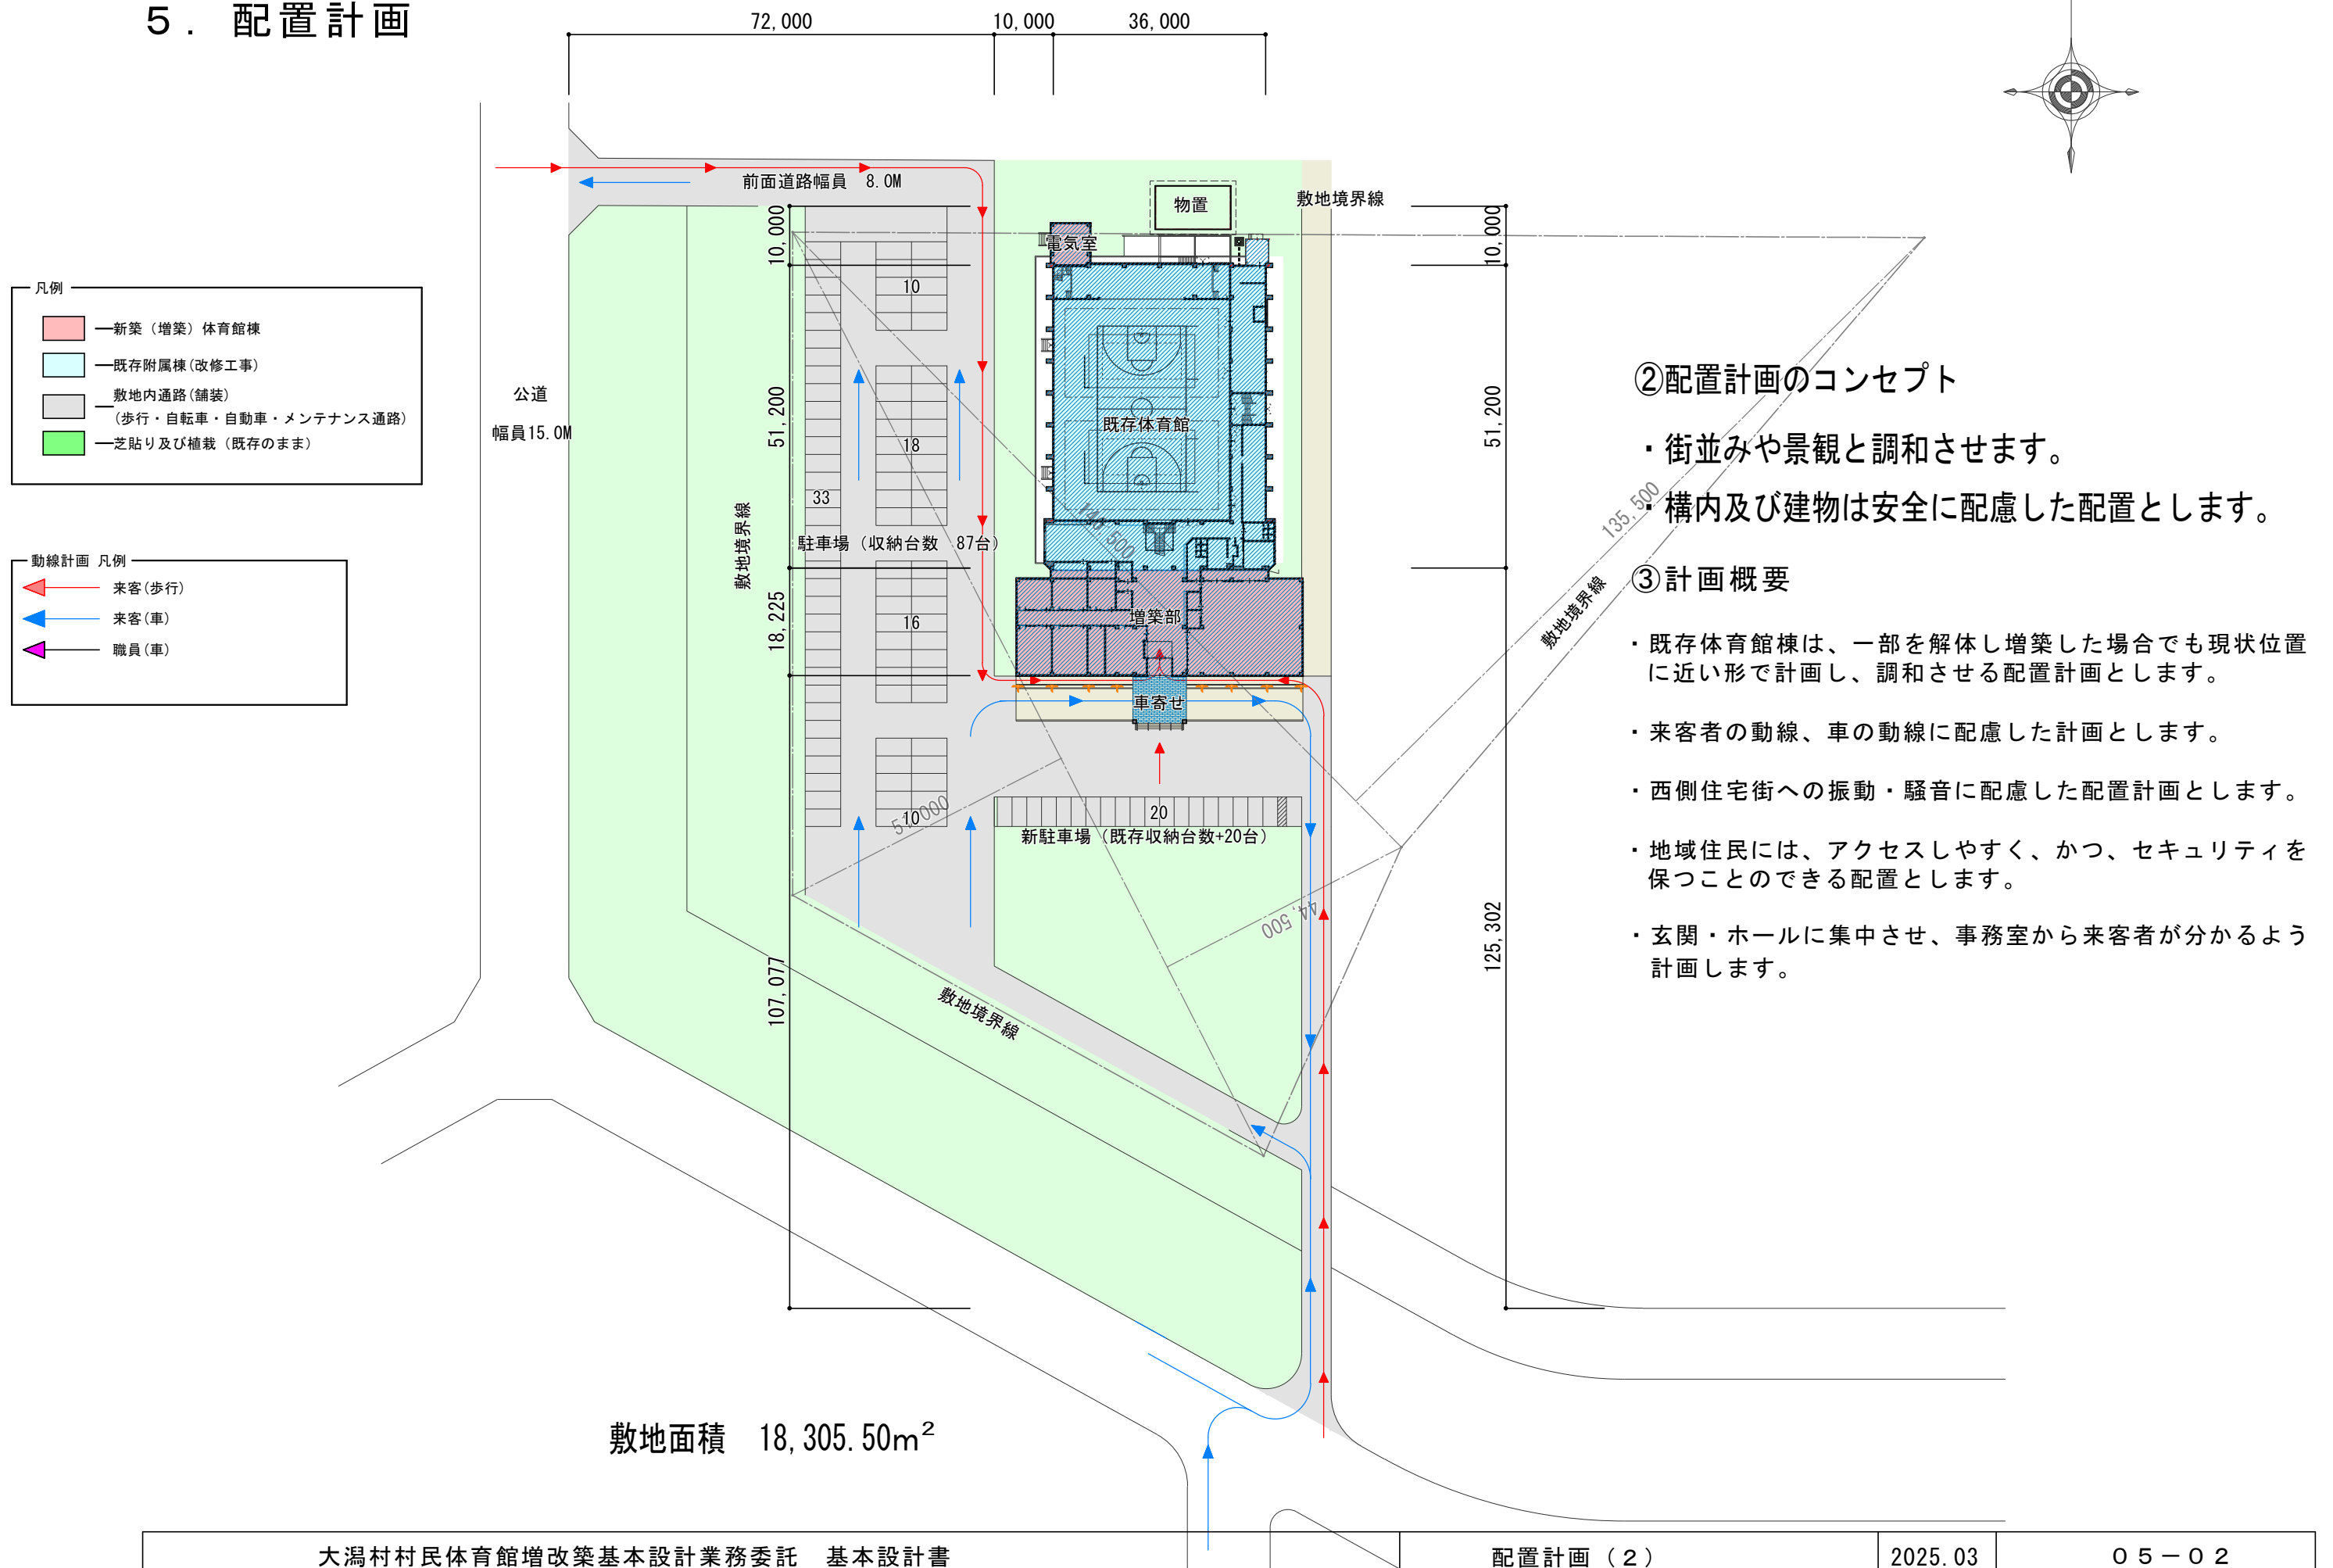 ５．配置計画
72,000
10,000
36,000
前面道路幅員　8.0M
物置
敷地境界線
電気室
10,000
10,000
凡例
新築（増築）体育館棟
既存附属棟(改修工事)
敷地内通路(舗装)
(歩行・自転車・自動車・メンテナンス通路)
芝貼り及び植栽（既存のまま）
公道
幅員15.0M
10
18
33
51,200
既存体育館
51,200
敷地境界線
駐車場（収納台数　87台）
140,500
135,500
敷地境界線
動線計画 凡例
来客(歩行)
来客(車)
職員(車)
18,225
16
増築部
車寄せ
10
51,000
20
新駐車場（既存収納台数+20台）
44,500
107,077
敷地境界線
125,302
②配置計画のコンセプト
・街並みや景観と調和させます。
・構内及び建物は安全に配慮した配置とします。
③計画概要
・既存体育館棟は、一部を解体し増築した場合でも現状位置
に近い形で計画し、調和させる配置計画とします。
・来客者の動線、車の動線に配慮した計画とします。
・西側住宅街への振動・騒音に配慮した配置計画とします。
・地域住民には、アクセスしやすく、かつ、セキュリティを
保つことのできる配置とします。
・玄関・ホールに集中させ、事務室から来客者が分かるよう
計画します。
敷地面積　18,305.50m²
大潟村村民体育館増改築基本設計業務委託　基本設計書
配置計画（２）
2025.03
０５－０２